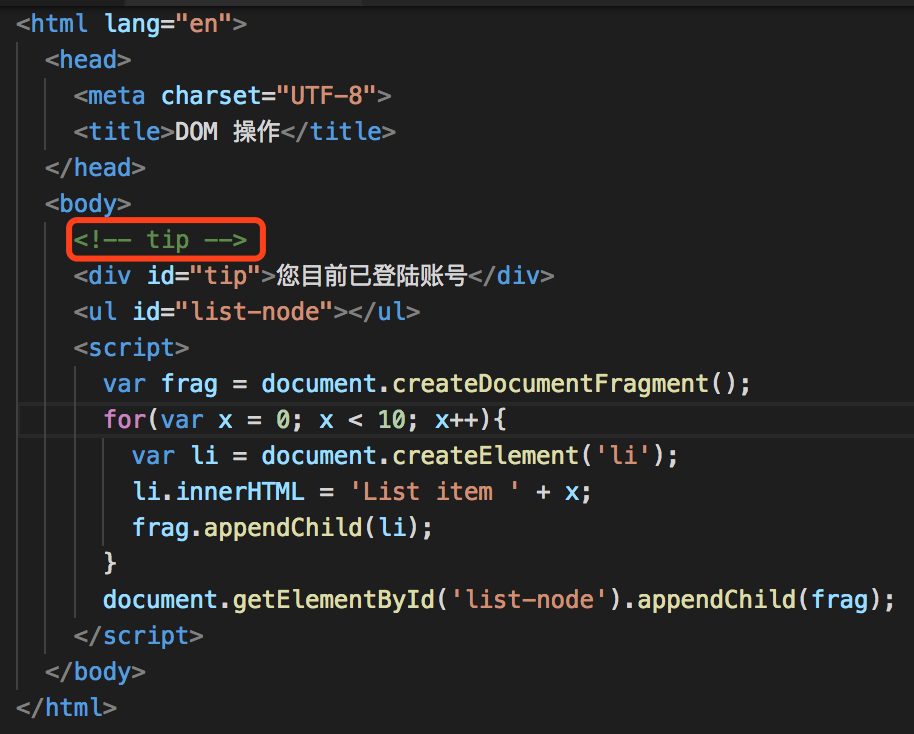 <html lang="en">
<head>
<meta charset="UTF-8">
<title>DOM 操作</title>
</head>
<body>
<!-- tip -->
<div id="tip">您目前已登陆账号</div>
<ul id="list-node"></ul>
<script>
var frag = document.createDocumentFragment();
for(var x = 0; x < 10; x++){
var li = document.createElement('li');
li.innerHTML = 'List item ' + x;
frag.appendChild(li);
}
document.getElementById('list-node').appendChild(frag);
</script>
</body>
</html>